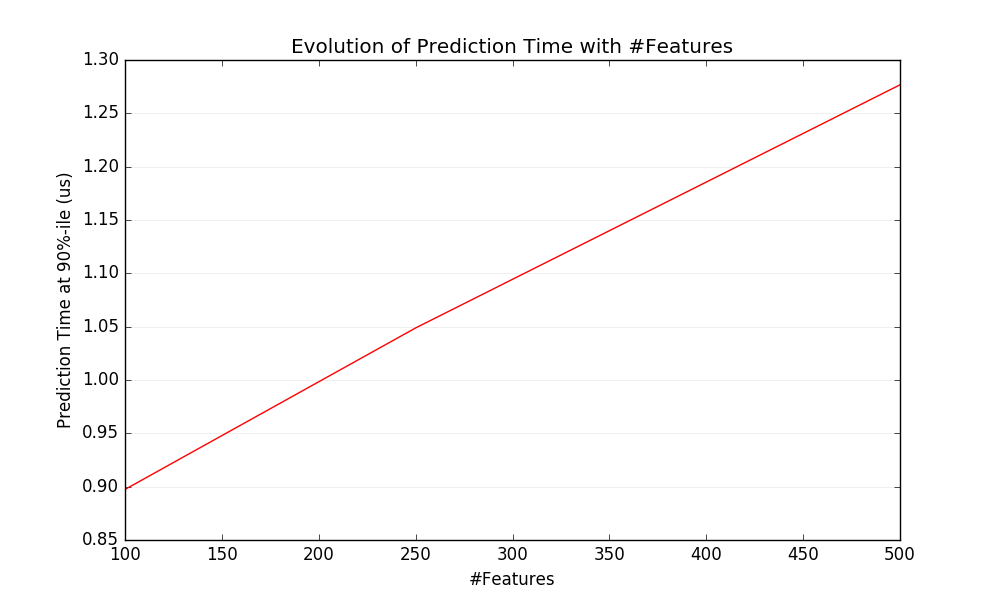 Evolution of Prediction Time with #Features
1.30
1.25
1.20
1.15
1.10
1.05
1.00
0.95
0.90
0.85
Prediction Time at 90%-ile (us)
100 150 200 250 300 350 400 450 500
#Features